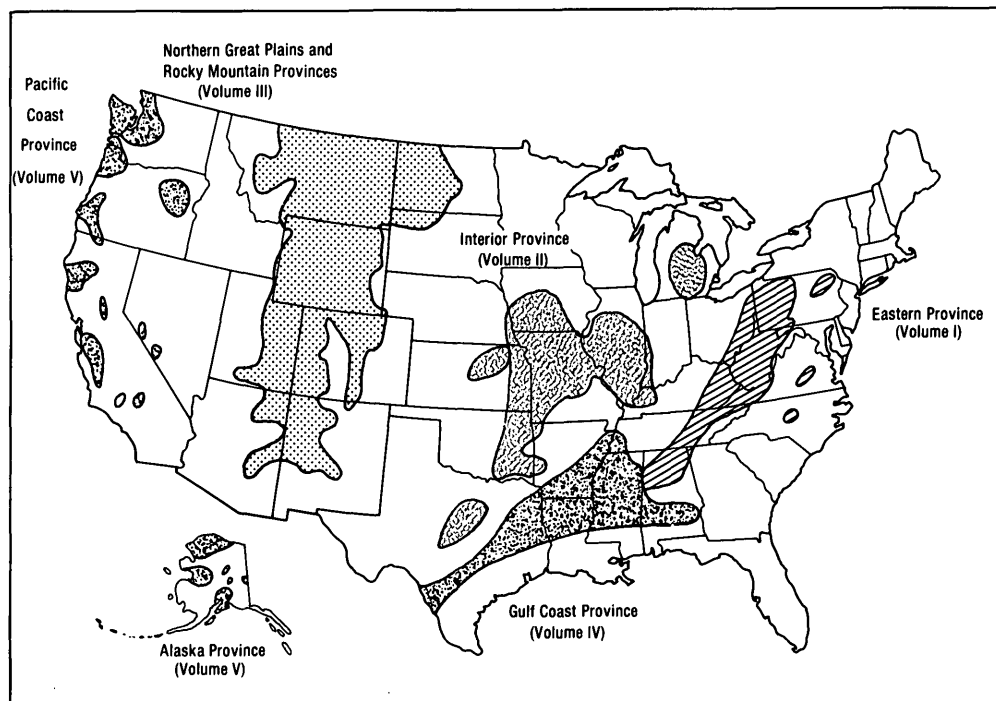 Northern Great Plains and
Rocky Mountain Provinces
(Volume III)
Pacific
Coast
Province
(Volume V)
Interior Province
(Volume II)
Eastern Province
(Volume I)
Gulf Coast Province
(Volume IV)
Alaska Province
(Volume V)